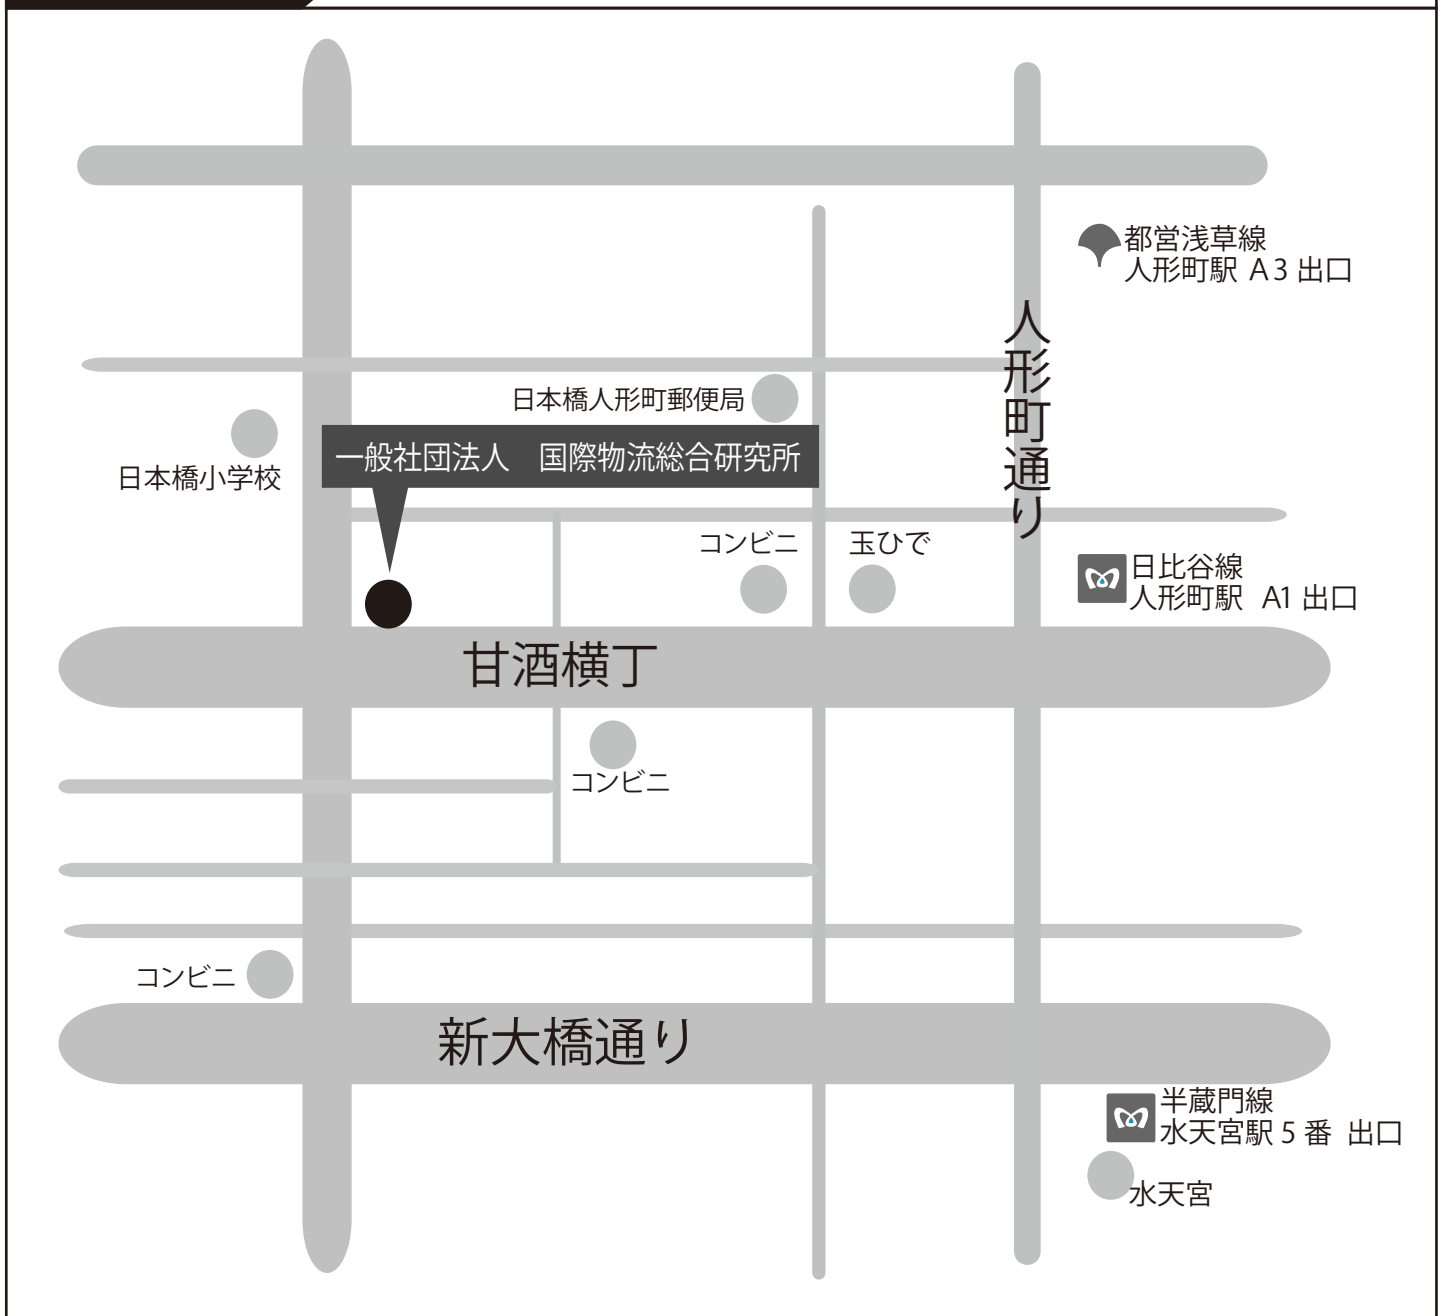 都営浅草線
人形町駅 A3 出口
人形町通り
日本橋人形町郵便局
一般社団法人　国際物流総合研究所
日本橋小学校
コンビニ
玉ひで
日比谷線
人形町駅 A1 出口
甘酒横丁
コンビニ
コンビニ
新大橋通り
半蔵門線
水天宮駅 5 番 出口
水天宮